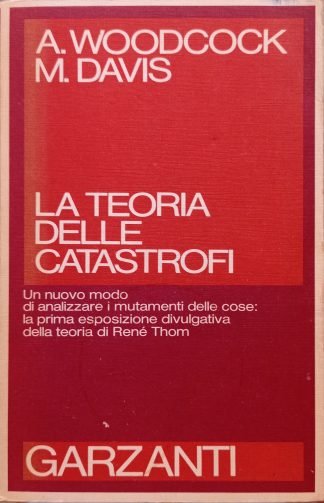 A. WOODCOCK
M. DAVIS
LA TEORIA
DELLE
CATASTROFI
Un nuovo modo
di analizzare i mutamenti delle cose:
la prima esposizione divulgativa
della teoria di René Thom
GARZANTI